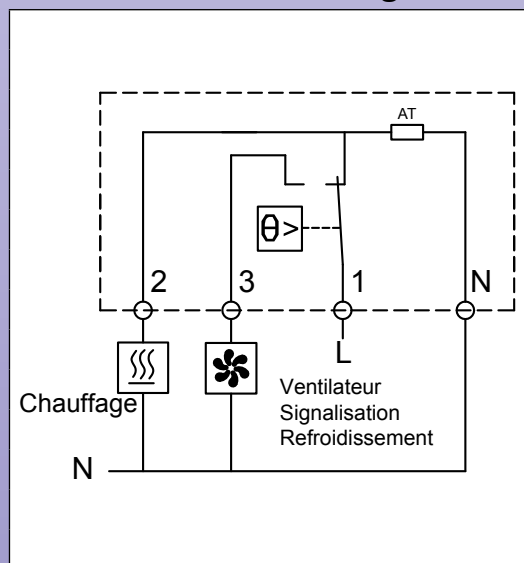 AT
θ>
2 3 1 N
L
Chauffage
Ventilateur
Signalisation
Refroidissement
N